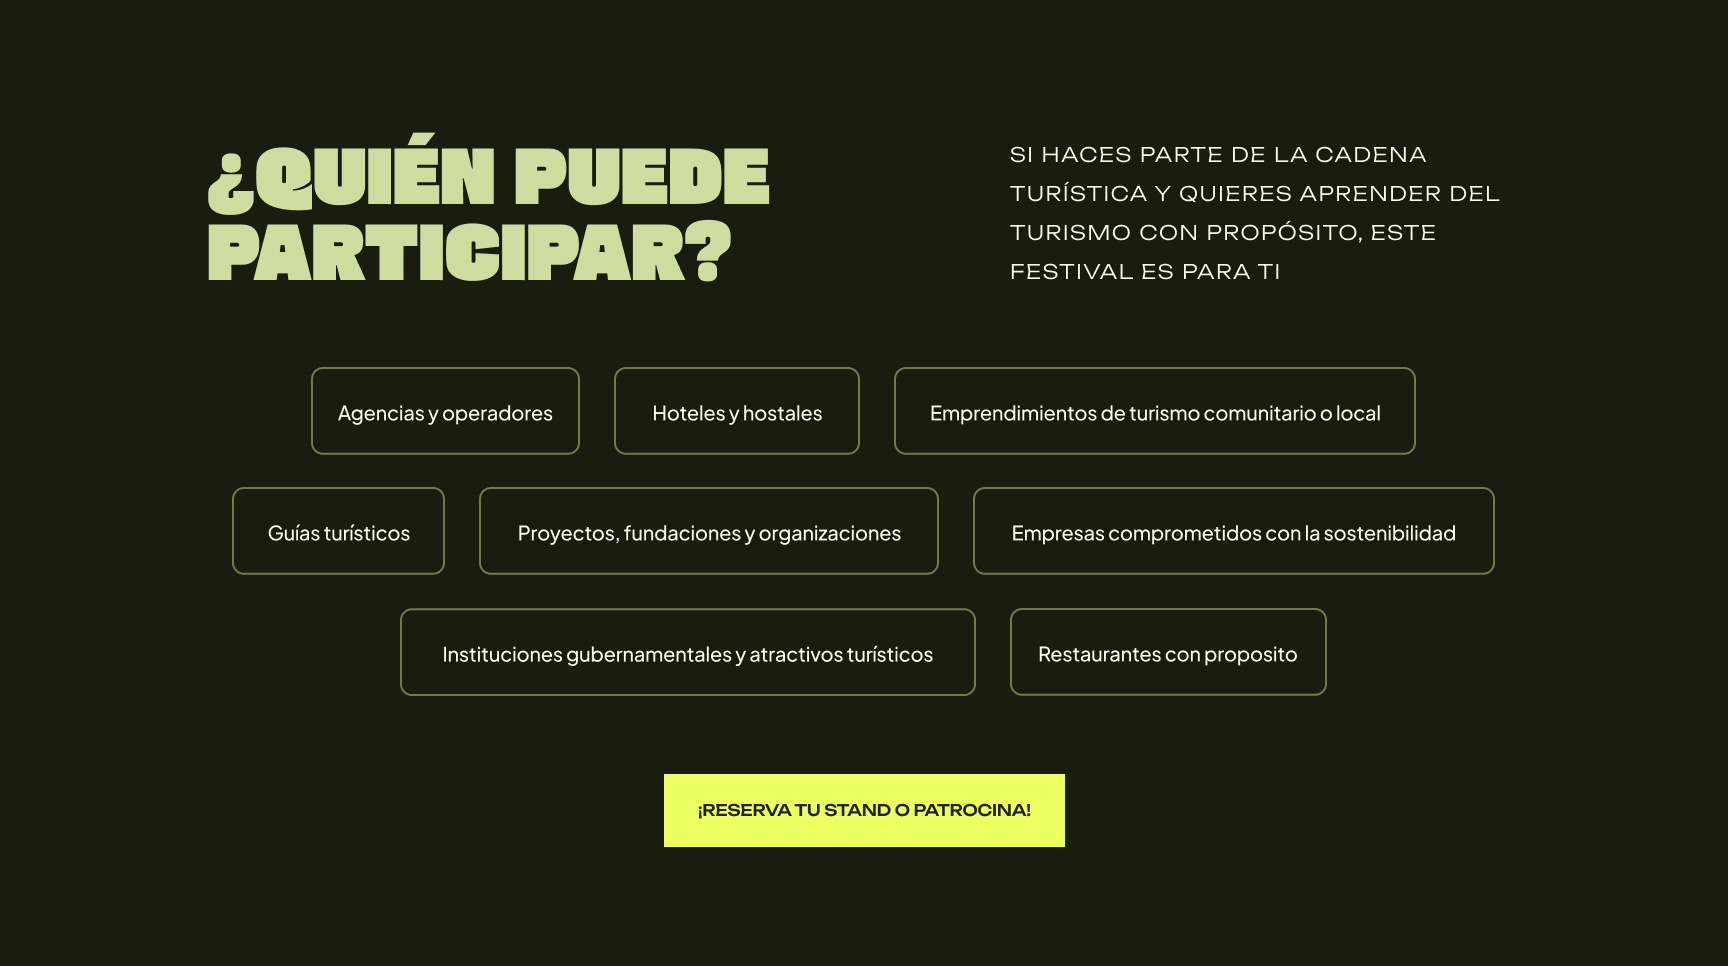 ¿QUIÉN PUEDE
PARTICIPAR?
SI HACES PARTE DE LA CADENA
TURÍSTICA Y QUIERES APRENDER DEL
TURISMO CON PROPÓSITO, ESTE
FESTIVAL ES PARA TI
Agencias y operadores
Hoteles y hostales
Emprendimientos de turismo comunitario o local
Guías turísticos
Proyectos, fundaciones y organizaciones
Empresas comprometidos con la sostenibilidad
Instituciones gubernamentales y atractivos turísticos
Restaurantes con proposito
¡RESERVA TU STAND O PATROCINA!